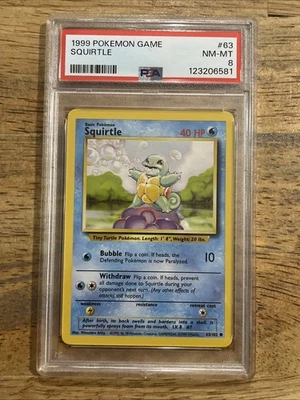 1999 POKEMON GAME #63
SQUIRTLE NM-MT
PSA 8
123206581
Basic Pokémon
Squirtle 40 HP
Tiny Turtle Pokémon. Length: 1' 8", Weight: 20 lbs.
Bubble Flip a coin. If heads, the
Defending Pokémon is now Paralyzed. 10
Withdraw Flip a coin. If heads, prevent
all damage done to Squirtle during your
opponent's next turn. (Any other effects of
attacks still happen.)
weakness resistance retreat cost
After birth, its back swells and hardens into a shell. It
powerfully sprays foam from its mouth. LV. 8 #7
63/102